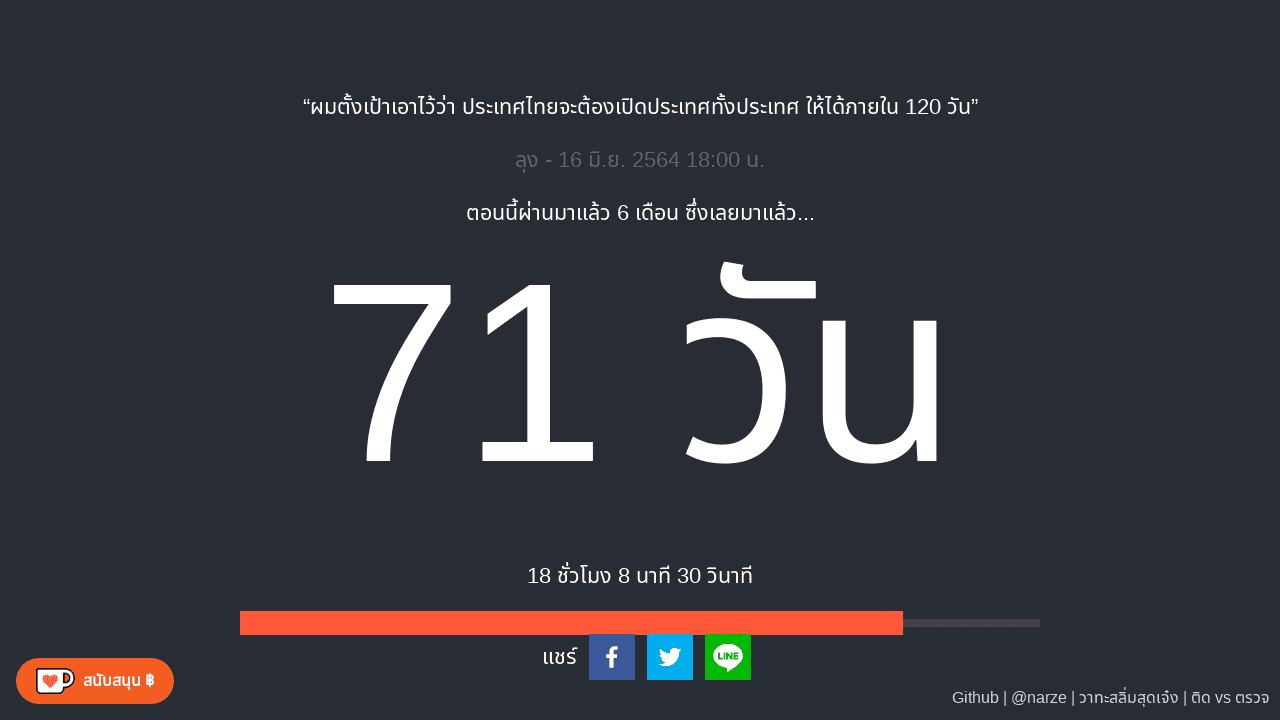 “ผมตั้งเป้าเอาไว้ว่า ประเทศไทยจะต้องเปิดประเทศทั้งประเทศ ให้ได้ภายใน 120 วัน”
ลุง - 16 มิ.ย. 2564 18:00 น.
ตอนนี้ผ่านมาแล้ว 6 เดือน ซึ่งเลยมาแล้ว...
71 วัน
18 ชั่วโมง 8 นาที 30 วินาที
แชร์
LINE
สนับสนุน ฿
Github | @narze | วาทะสลิ่มสุดเจ๋ง | ติด vs ตรวจ